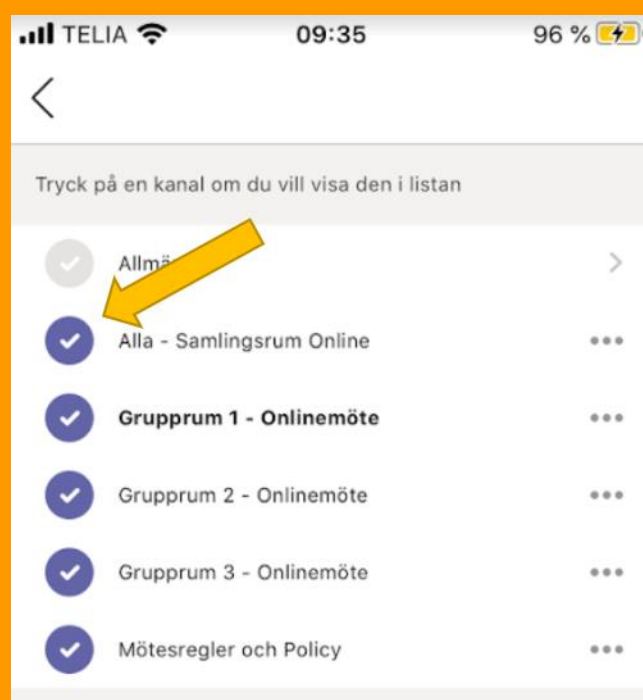 TELIA 09:35 96 %
Tryck på en kanal om du vill visa den i listan
Alla - Samlingsrum Online
Grupprum 1 - Onlinemöte
Grupprum 2 - Onlinemöte
Grupprum 3 - Onlinemöte
Mötesregler och Policy